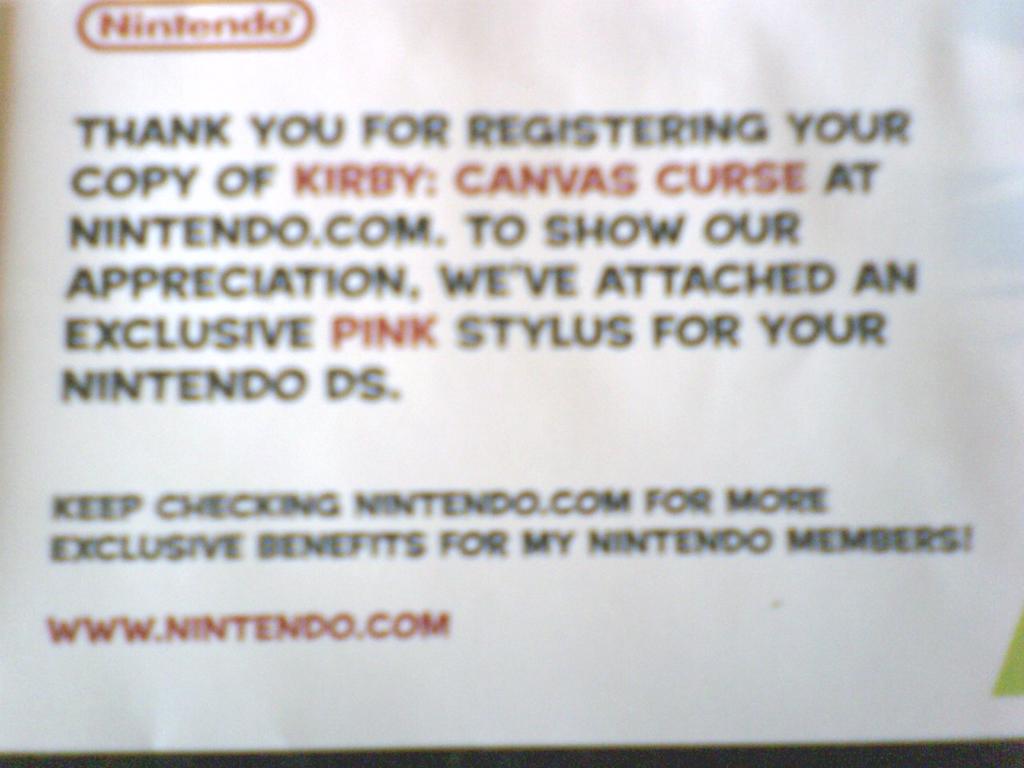 Nintendo®
THANK YOU FOR REGISTERING YOUR
COPY OF KIRBY: CANVAS CURSE AT
NINTENDO.COM. TO SHOW OUR
APPRECIATION, WE'VE ATTACHED AN
EXCLUSIVE PINK STYLUS FOR YOUR
NINTENDO DS.
KEEP CHECKING NINTENDO.COM FOR MORE
EXCLUSIVE BENEFITS FOR MY NINTENDO MEMBERS!
WWW.NINTENDO.COM